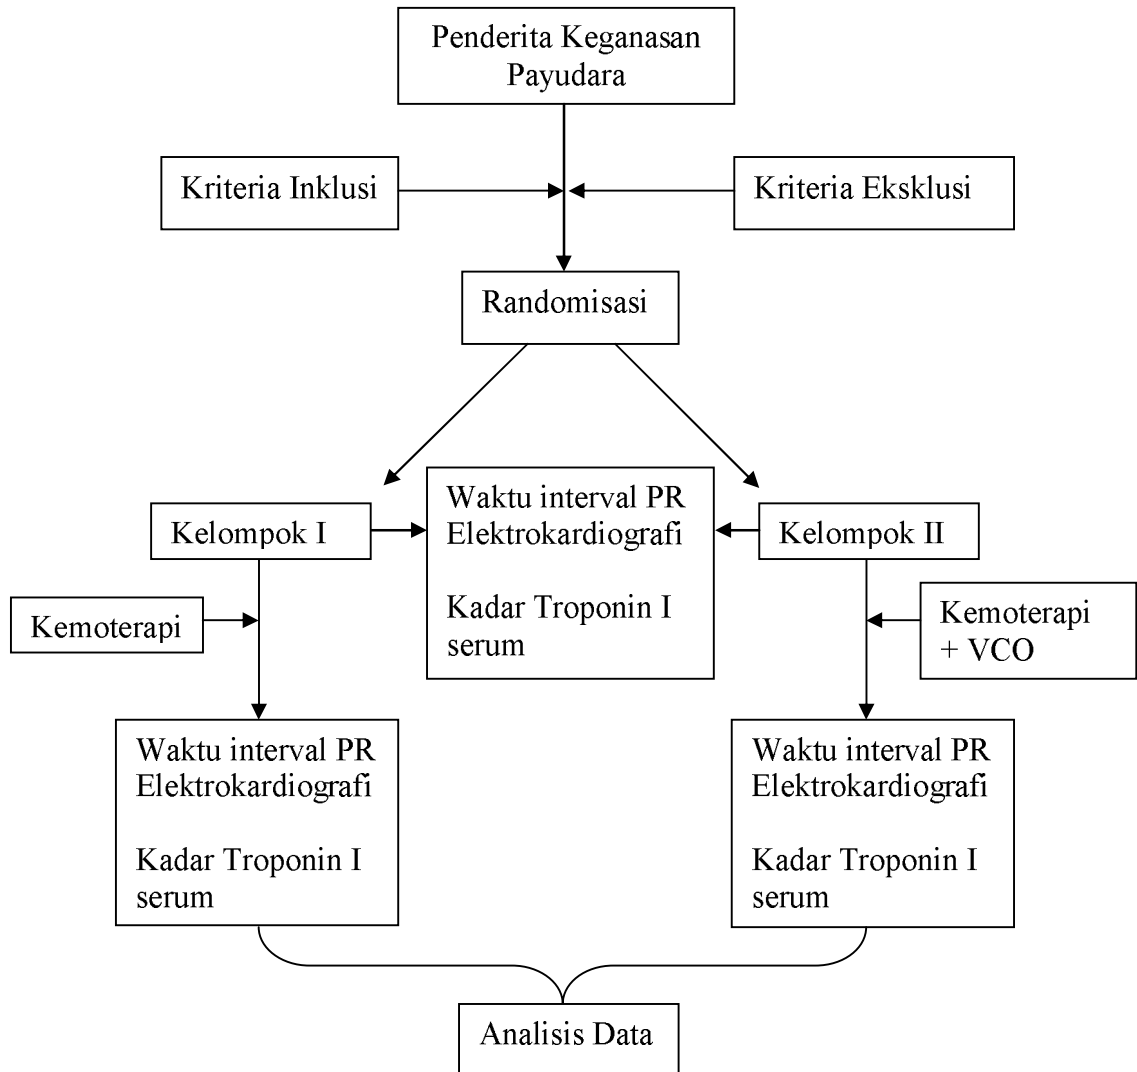 Penderita Keganasan
Payudara
Kriteria Inklusi
Kriteria Eksklusi
Randomisasi
Kelompok I
Waktu interval PR
Elektrokardiografi
Kadar Troponin I
serum
Kelompok II
Kemoterapi
Kemoterapi
+ VCO
Waktu interval PR
Elektrokardiografi
Kadar Troponin I
serum
Waktu interval PR
Elektrokardiografi
Kadar Troponin I
serum
Analisis Data